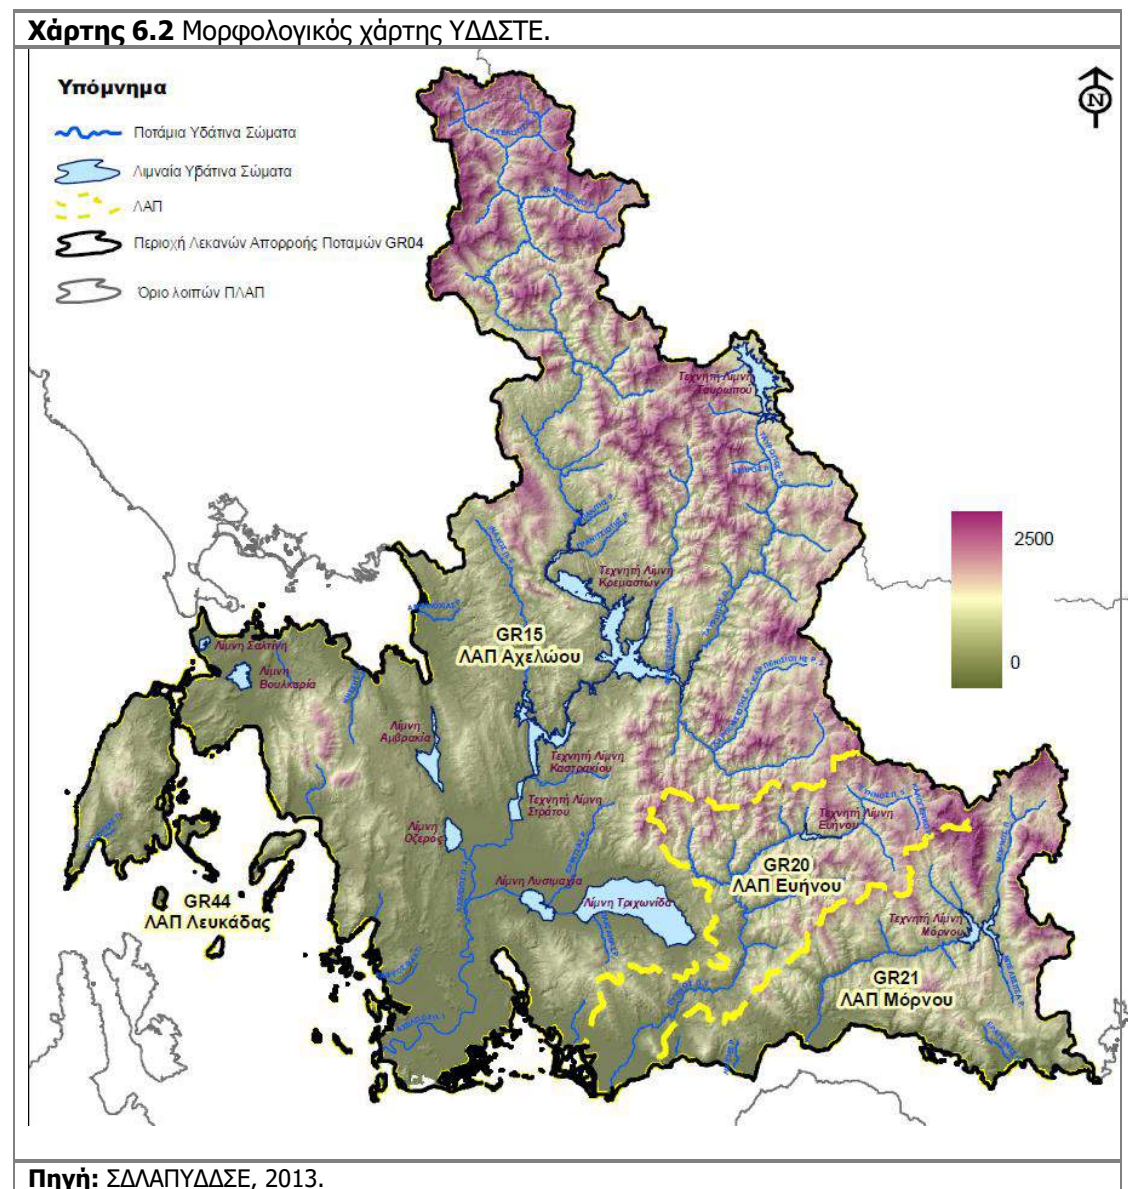 Χάρτης 6.2 Μορφολογικός χάρτης ΥΔΔΣΤΕ.
Υπόμνημα
Ποτάμια Υδάτινα Σώματα
Λιμναία Υδάτινα Σώματα
ΛΑΠ
Περιοχή Λεκανών Απορροής Ποταμών GR04
Όριο λοιπών ΠΛΑΠ
N
Τεχνητή Λίμνη
Ταυρωπού
2500
0
Τεχνητή Λίμνη
Κρεμαστών
GR15
ΛΑΠ Αχελώου
Λίμνη Σαλτίνη
Λίμνη
Βουλκαρία
Λίμνη
Αμβρακία
Τεχνητή Λίμνη
Καστρακίου
Τεχνητή Λίμνη
Στράτου
Λίμνη
Οζερός
Τεχνητή Λίμνη
Ευήνου
GR20
ΛΑΠ Ευήνου
Λίμνη Λυσιμαχία
Λίμνη Τριχωνίδα
GR44
ΛΑΠ Λευκάδας
Τεχνητή Λίμνη
Μόρνου
GR21
ΛΑΠ Μόρνου
Πηγή: ΣΔΛΑΠΥΔΔΣΕ, 2013.